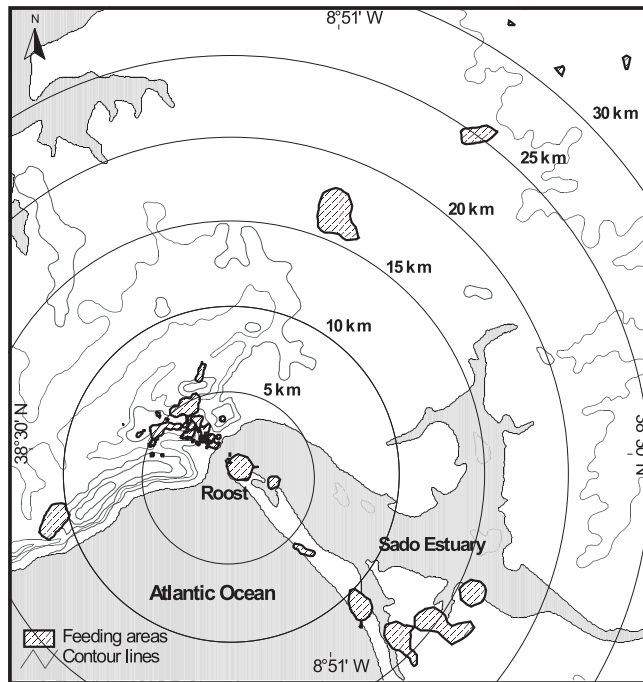 N
8°51' W
30 km
25 km
20 km
15 km
10 km
5 km
38°30' N
38°30' N
Roost
Sado Estuary
Atlantic Ocean
Feeding areas
Contour lines
8°51' W